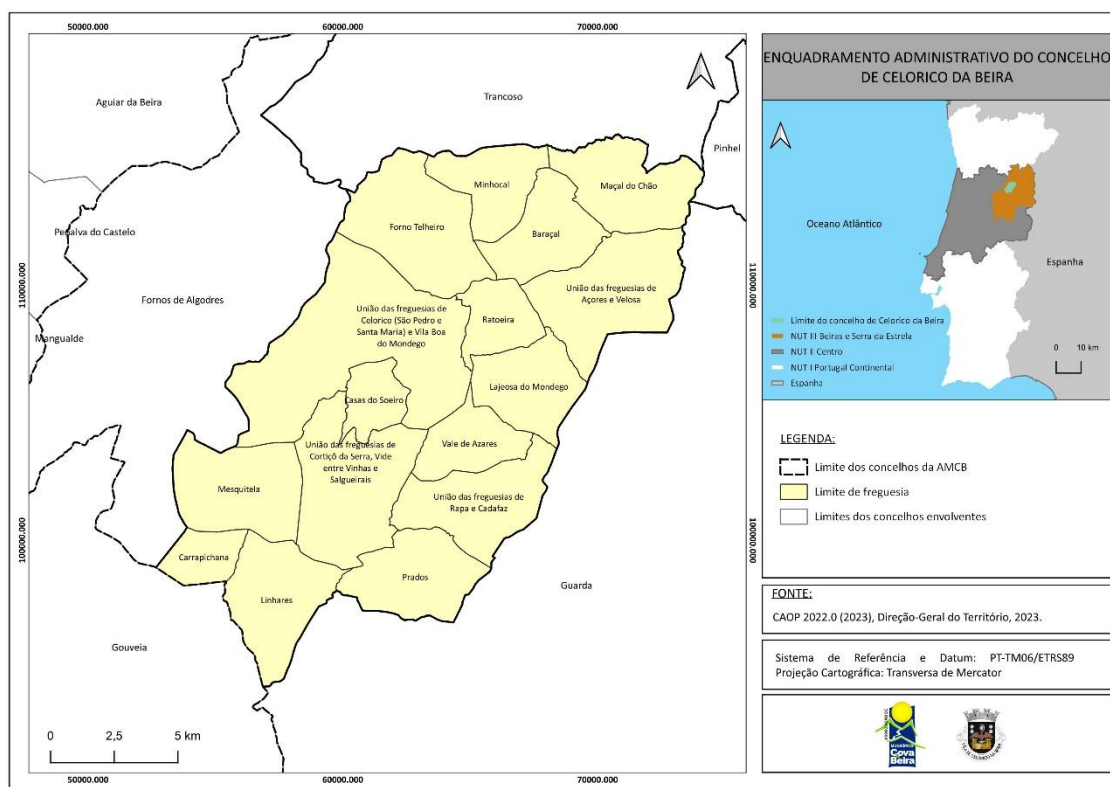 50000.000
60000.000
70000.000
Aguiar da Beira
Trancoso
Pinhel
Minhocal
Maçal do Chão
Penalva do Castelo
Forno Telheiro
Baraçal
110000.000
110000.000
Fornos de Algodres
União das freguesias de
Açores e Velosa
União das freguesias de
Celorico (São Pedro e
Santa Maria) e Vila Boa
do Mondego
Ratoeira
Mangualde
Lajeosa do Mondego
Casas do Soeiro
Vale de Azares
União das freguesias de
Cortiçô da Serra, Vide
entre Vinhas e
Salgueirais
Mesquitela
União das freguesias de
Rapa e Cadafaz
100000.000
100000.000
Carrapichana
Prados
Linhares
Guarda
Gouveia
0 2,5 5 km
50000.000
60000.000
70000.000
ENQUADRAMENTO ADMINISTRATIVO DO CONCELHO
DE CELORICO DA BEIRA
Oceano Atlântico
Espanha
Limite do concelho de Celorico da Beira
NUT III Beiras e Serra da Estrela
NUT II Centro
NUT I Portugal Continental
Espanha
0 10 km
LEGENDA:
Limite dos concelhos da AMCB
Limite de freguesia
Limites dos concelhos envolventes
FONTE:
CAOP 2022.0 (2023), Direção-Geral do Território, 2023.
Sistema de Referência e Datum: PT-TM06/ETRS89
Projeção Cartográfica: Transversa de Mercator
MUNICÍPIOS
Cova
Beira